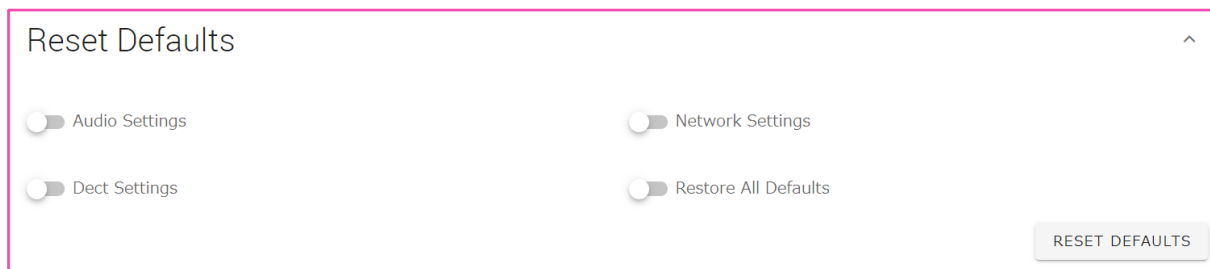 Reset Defaults
Audio Settings
Network Settings
Dect Settings
Restore All Defaults
RESET DEFAULTS